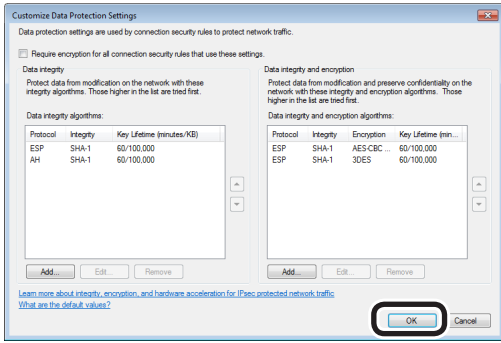 Customize Data Protection Settings
Data protection settings are used by connection security rules to protect network traffic.
Require encryption for all connection security rules that use these settings.
Data integrity
Protect data from modification on the network with these
integrity algorithms. Those higher in the list are tried first.
Data integrity algorithms:
Protocol Integrity Key Lifetime (minutes/KB)
ESP SHA-1 60/100,000
AH SHA-1 60/100,000
Add... Edit... Remove
Data integrity and encryption
Protect data from modification and preserve confidentiality on the
network with these integrity and encryption algorithms. Those
higher in the list are tried first.
Data integrity and encryption algorithms:
Protocol Integrity Encryption Key Lifetime (min...
ESP SHA-1 AES-CBC ... 60/100,000
ESP SHA-1 3DES 60/100,000
Add... Edit... Remove
Learn more about integrity, encryption, and hardware acceleration for IPsec protected network traffic
What are the default values?
OK Cancel